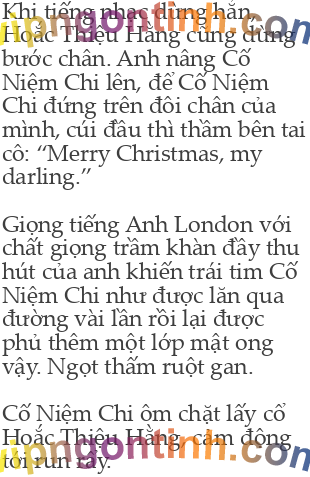 Khi tiếng nhạc dừng hẳn,
Hoắc Thiệu Hằng cũng dừng
bước chân. Anh nâng Cố
Niệm Chi lên, để Cố Niệm
Chi đứng trên đôi chân của
mình, cúi đầu thì thầm bên tai
cô: “Merry Christmas, my
darling.”

Giọng tiếng Anh London với
chất giọng trầm khàn đầy thu
hút của anh khiến trái tim Cố
Niệm Chi như được lăn qua
đường vài lần rồi lại được
phủ thêm một lớp mật ong
vậy. Ngọt thấm ruột gan.

Cố Niệm Chi ôm chặt lấy cổ
Hoắc Thiệu Hằng, cảm động
tới run rẩy.
vipngontinh.com
vipngontinh.com